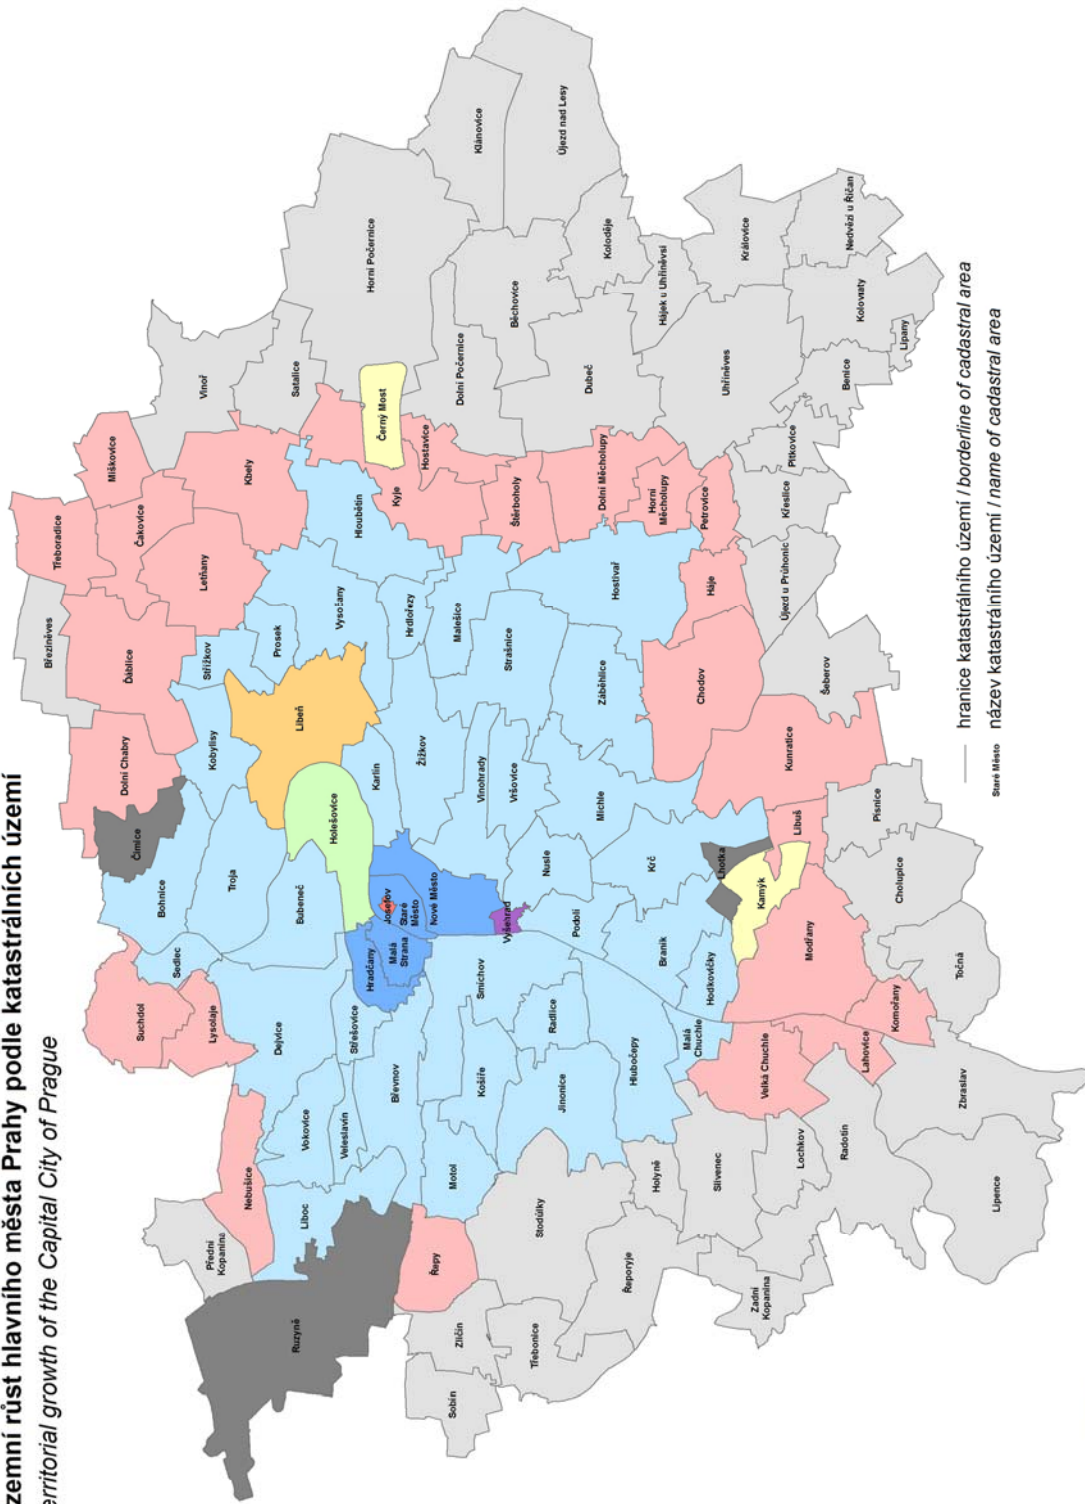 zemní růst hlavního města Prahy podle katastrálních území
erritorial growth of the Capital City of Prague
Březiněves
Třeboradice
Miškovice
Vinoř
Čakovice
Ďáblice
Dolní Chabry
Letňany
Kbely
Satalice
Čimice
Suchdol
Sedlec
Bohnice
Kobylisy
Střížkov
Prosek
Troja
Lysolaje
Přední
Kopanina
Nebušice
Dejvice
Bubeneč
Libeň
Vysočany
Hloubětín
Horní Počernice
Klánovice
Újezd nad Lesy
Ruzyně
Liboc
Vokovice
Veleslavín
Střešovice
Hradčany
Holešovice
Karlín
Hrdlořezy
Kyje
Černý Most
Hostavice
Dolní Počernice
Běchovice
Koloděje
Josefov
Staré
Město
Malá
Strana
Nové Město
Žižkov
Malešice
Břevnov
Řepy
Motol
Košíře
Smíchov
Vyšehrad
Vinohrady
Vršovice
Strašnice
Štěrboholy
Dubeč
Hájek u Uhříněvsi
Královice
Nedvězí u Říčan
Zličín
Sobín
Třebonice
Stodůlky
Jinonice
Radlice
Podolí
Nusle
Michle
Záběhlice
Hostivař
Dolní Měcholupy
Horní
Měcholupy
Petrovice
Uhříněves
Kolovraty
Lipany
Benice
Pitkovice
Křeslice
Řeporyje
Holyně
Hlubočepy
Braník
Krč
Chodov
Háje
Újezd u Průhonic
Šeberov
Slivenec
Malá
Chuchle
Hodkovičky
Lhotka
Kamýk
Libuš
Kunratice
Zadní
Kopanina
Lochkov
Radotín
Velká Chuchle
Modřany
Písnice
Cholupice
Lahovice
Komořany
Točná
Zbraslav
Lipence
hranice katastrálního území / borderline of cadastral area
Staré Město název katastrálního území / name of cadastral area